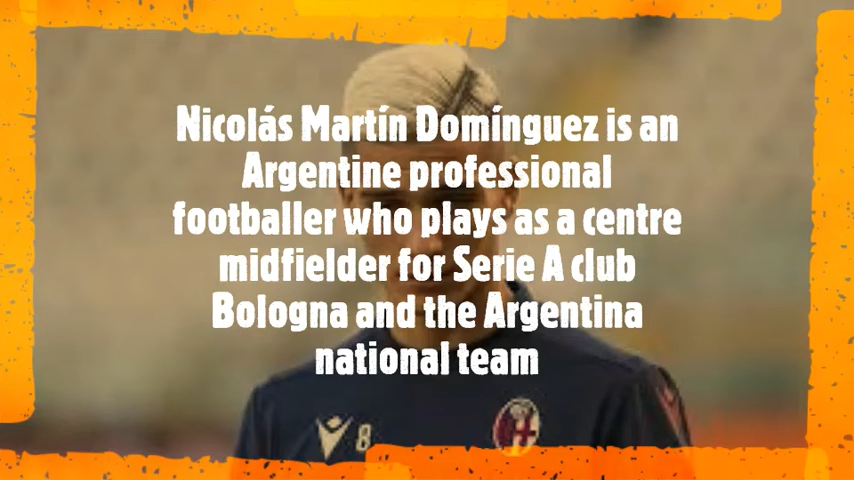 Nicolás Martín Domínguez is an
Argentine professional
footballer who plays as a centre
midfielder for Serie A club
Bologna and the Argentina
national team
8